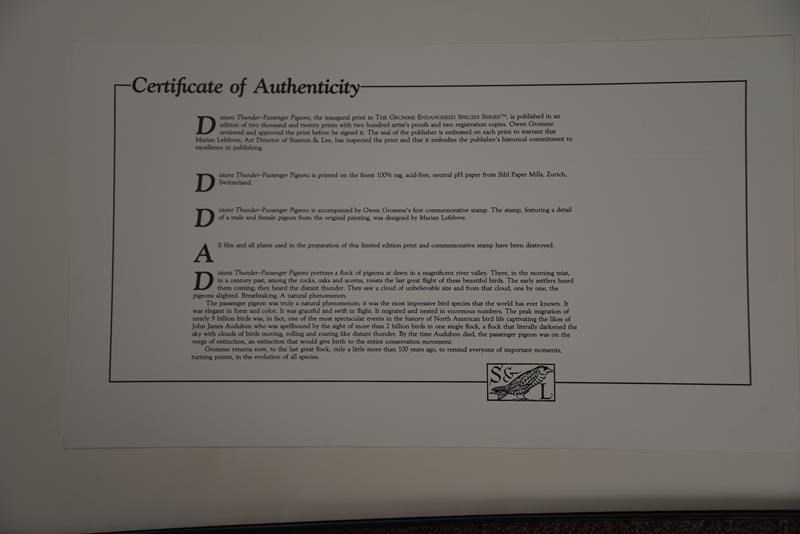 Certificate of Authenticity
Distant Thunder–Passenger Pigeons, the inaugural print in THE GROMME ENDANGERED SPECIES SERIES™, is published in an
edition of two thousand and twenty prints with two hundred artist's proofs and two registration copies. Owen Gromme
reviewed and approved the print before he signed it. The seal of the publisher is embossed on each print to warrant that
Marian Lefebvre, Art Director of Stanton & Lee, has inspected the print and that it embodies the publisher's historical commitment to
excellence in publishing.
Distant Thunder–Passenger Pigeons is printed on the finest 100% rag, acid-free, neutral pH paper from Sihl Paper Mills, Zurich,
Switzerland.
Distant Thunder–Passenger Pigeons is accompanied by Owen Gromme's first commemorative stamp. The stamp, featuring a detail
of a male and female pigeon from the original painting, was designed by Marian Lefebvre.
All film and all plates used in the preparation of this limited edition print and commemorative stamp have been destroyed.
Distant Thunder–Passenger Pigeons portrays a flock of pigeons at dawn in a magnificent river valley. There, in the morning mist,
in a century past, among the rocks, oaks and acorns, roosts the last great flight of these beautiful birds. The early settlers heard
them coming; they heard the distant thunder. They saw a cloud of unbelievable size and from that cloud, one by one, the
pigeons alighted. Breathtaking. A natural phenomenon.
The passenger pigeon was truly a natural phenomenon; it was the most impressive bird species that the world has ever known. It
was elegant in form and color. It was graceful and swift in flight. It migrated and nested in enormous numbers. The peak migration of
nearly 9 billion birds was, in fact, one of the most spectacular events in the history of North American bird life captivating the likes of
John James Audubon who was spellbound by the sight of more than 2 billion birds in one single flock, a flock that literally darkened the
sky with clouds of birds moving, rolling and roaring like distant thunder. By the time Audubon died, the passenger pigeon was on the
verge of extinction, an extinction that would give birth to the entire conservation movement.
Gromme returns now, to the last great flock, only a little more than 100 years ago, to remind everyone of important moments,
turning points, in the evolution of all species.
S&L